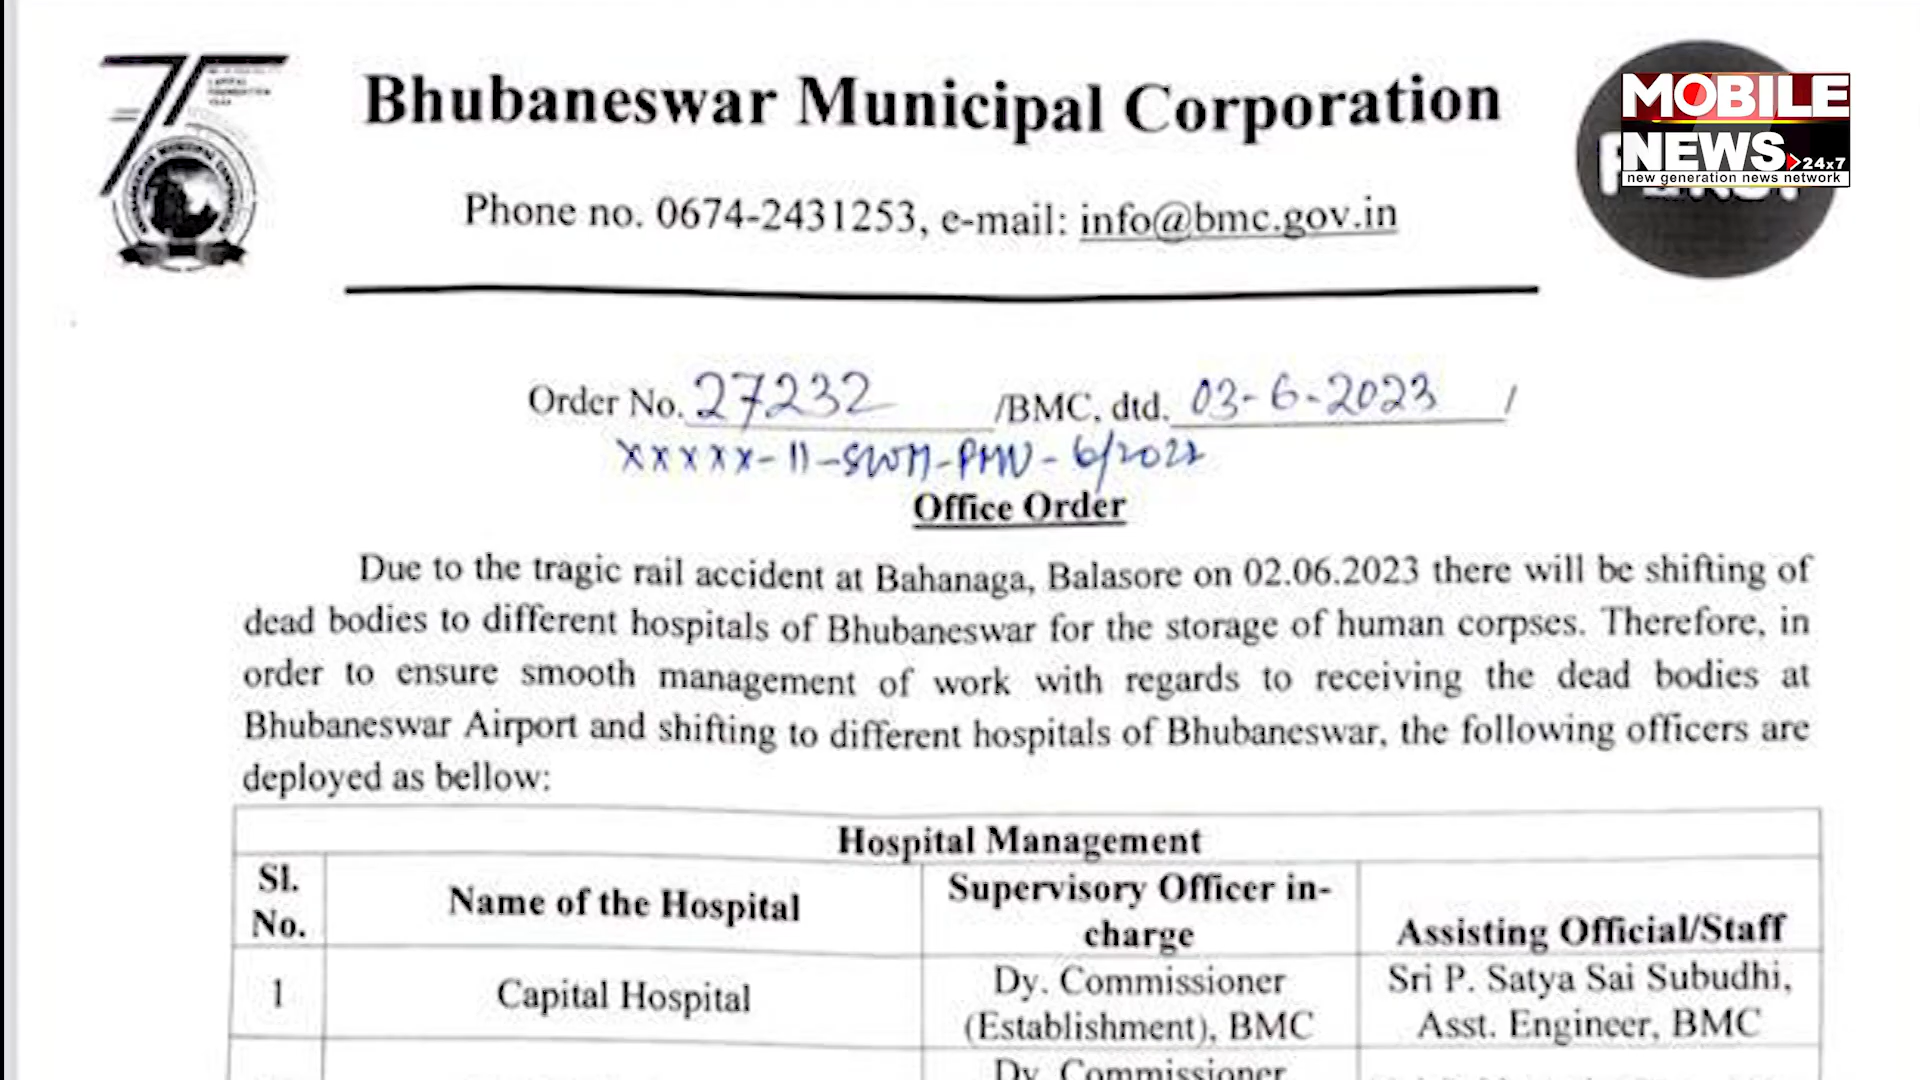 75
Bhubaneswar Municipal Corporation
MOBILE
NEWS 24x7
new generation news network
Phone no. 0674-2431253, e-mail: info@bmc.gov.in
Order No. 27232 /BMC, dtd. 03-6-2023 /
xxxxx-11-SWM-PMU-6/2022
Office Order
Due to the tragic rail accident at Bahanaga, Balasore on 02.06.2023 there will be shifting of
dead bodies to different hospitals of Bhubaneswar for the storage of human corpses. Therefore, in
order to ensure smooth management of work with regards to receiving the dead bodies at
Bhubaneswar Airport and shifting to different hospitals of Bhubaneswar, the following officers are
deployed as bellow:
Hospital Management
Sl.
No.
Name of the Hospital
Supervisory Officer in-
charge
Assisting Official/Staff
1
Capital Hospital
Dy. Commissioner
(Establishment), BMC
Sri P. Satya Sai Subudhi,
Asst. Engineer, BMC
Dy. Commissioner